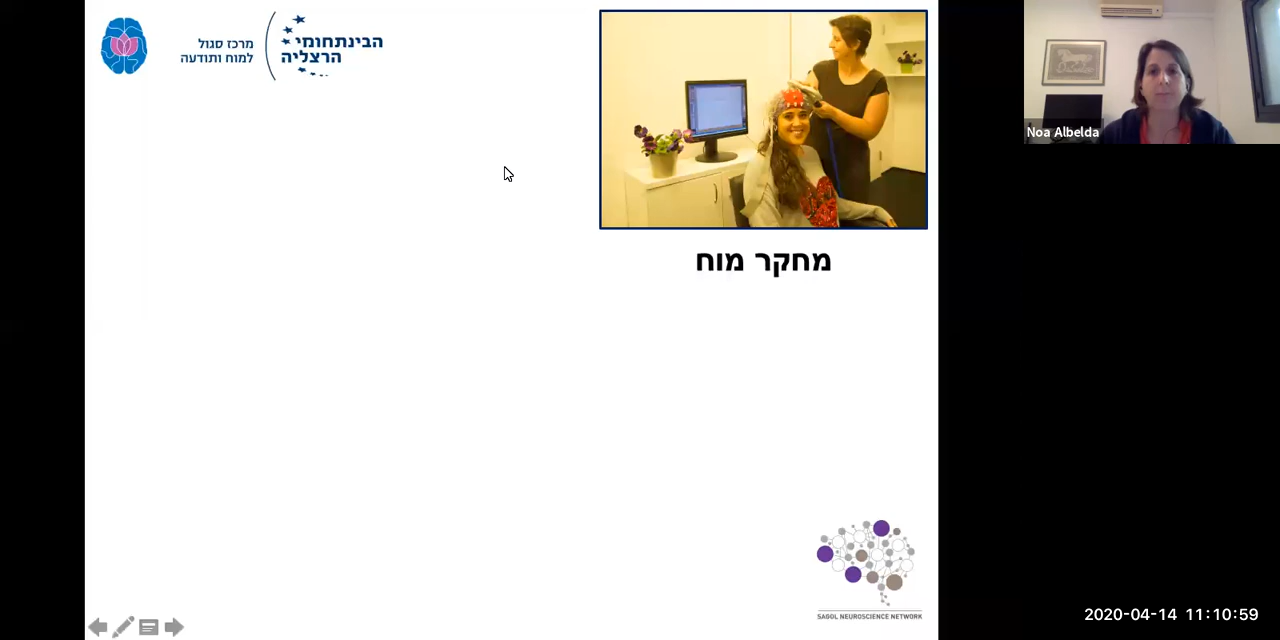 הבינתחומי
הרצליה
מרכז סגול
למוח ותודעה
Noa Albelda
מחקר מוח
SAGOL NEUROSCIENCE NETWORK
2020-04-14 11:10:59